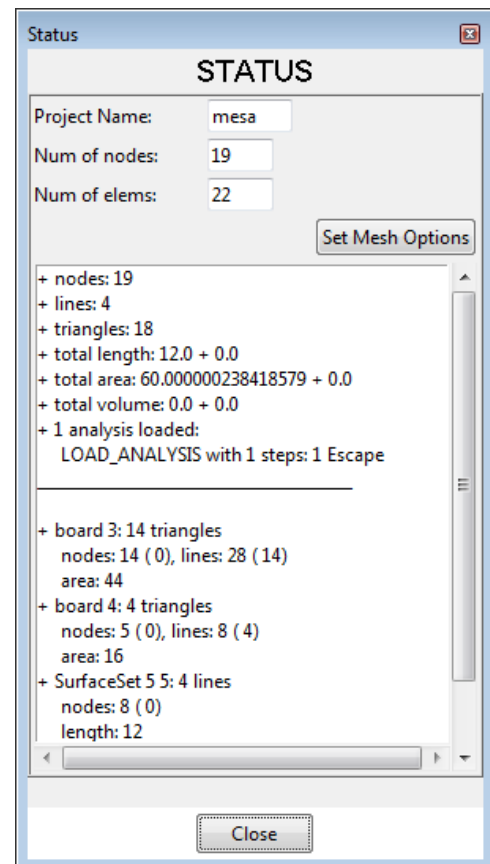 Status
STATUS
Project Name: mesa
Num of nodes: 19
Num of elems: 22
Set Mesh Options
+ nodes: 19
+ lines: 4
+ triangles: 18
+ total length: 12.0 + 0.0
+ total area: 60.000000238418579 + 0.0
+ total volume: 0.0 + 0.0
+ 1 analysis loaded:
LOAD_ANALYSIS with 1 steps: 1 Escape
+ board 3: 14 triangles
nodes: 14 ( 0), lines: 28 ( 14)
area: 44
+ board 4: 4 triangles
nodes: 5 ( 0), lines: 8 ( 4)
area: 16
+ SurfaceSet 5 5: 4 lines
nodes: 8 ( 0)
length: 12
Close